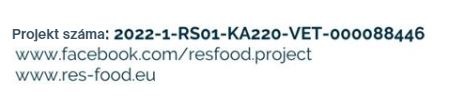 Projekt száma: 2022-1-RS01-KA220-VET-000088446
www.facebook.com/resfood.project
www.res-food.eu